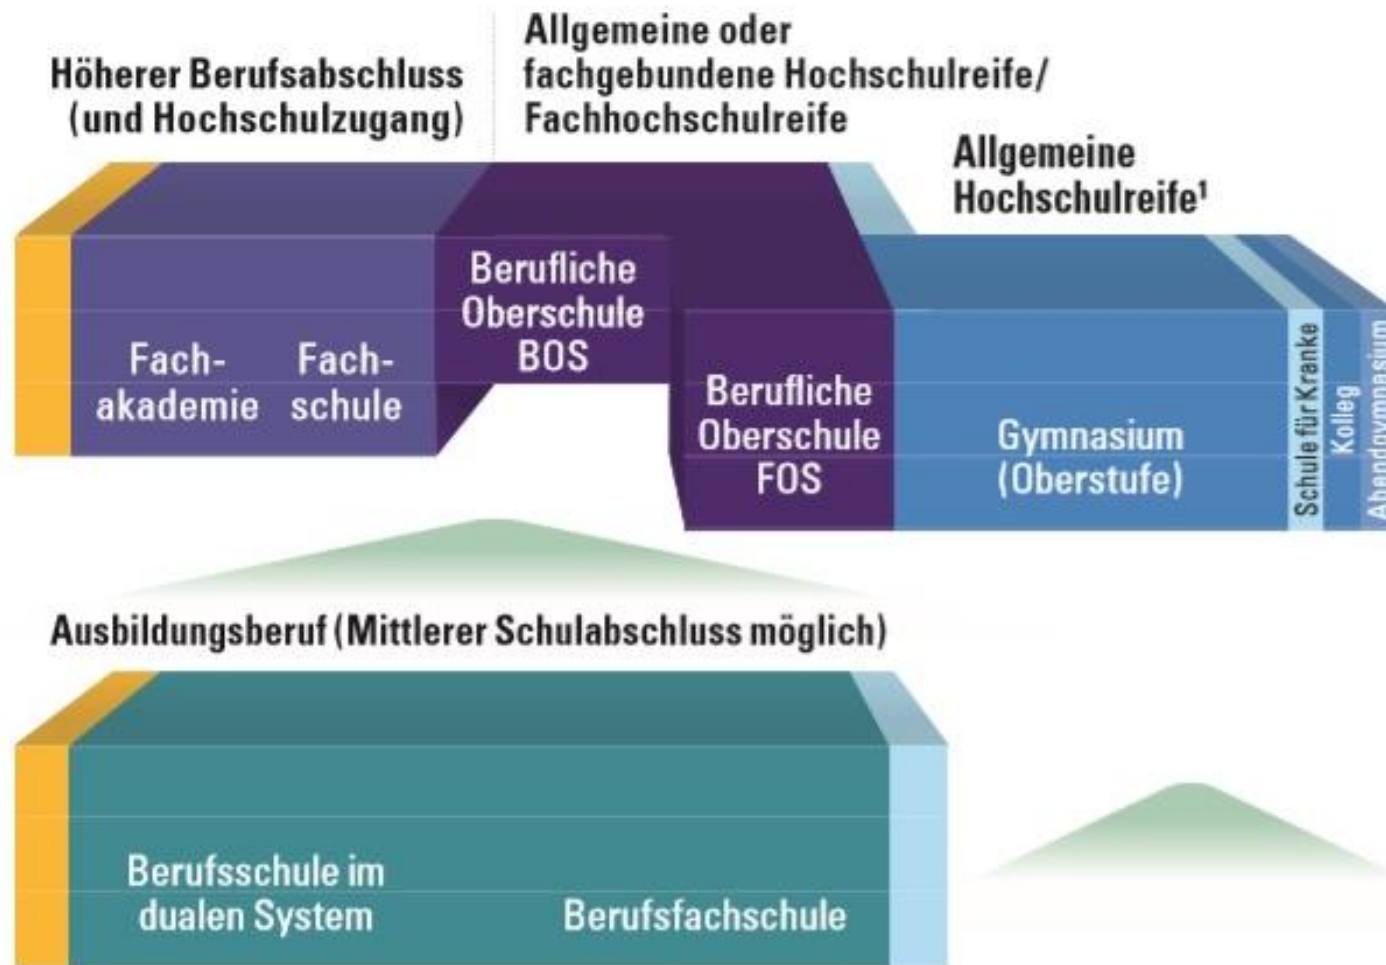 Höherer Berufsabschluss
(und Hochschulzugang)
Allgemeine oder
fachgebundene Hochschulreife/
Fachhochschulreife
Allgemeine
Hochschulreife¹
Fach-
akademie
Fach-
schule
Berufliche
Oberschule
BOS
Berufliche
Oberschule
FOS
Gymnasium
(Oberstufe)
Schule für Kranke
Kolleg
Abendgymnasium
Ausbildungsberuf (Mittlerer Schulabschluss möglich)
Berufsschule im
dualen System
Berufsfachschule